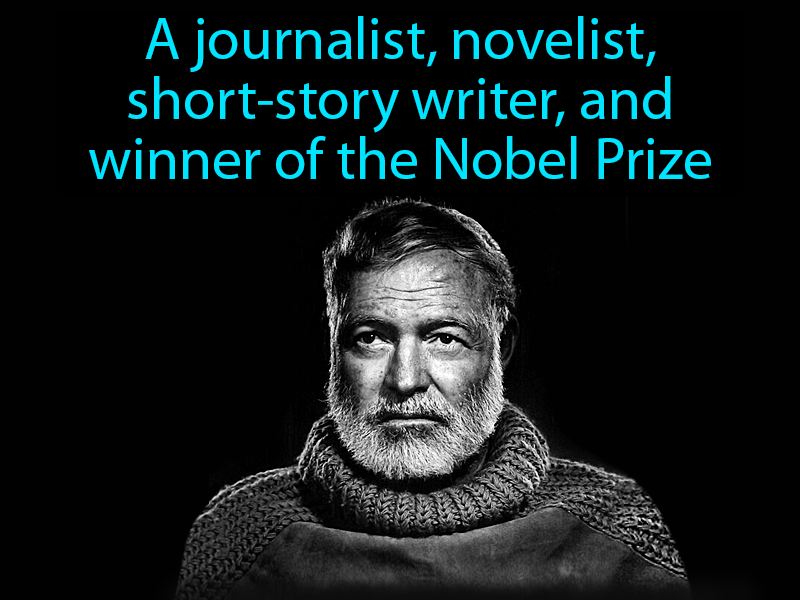 A journalist, novelist,
short-story writer, and
winner of the Nobel Prize